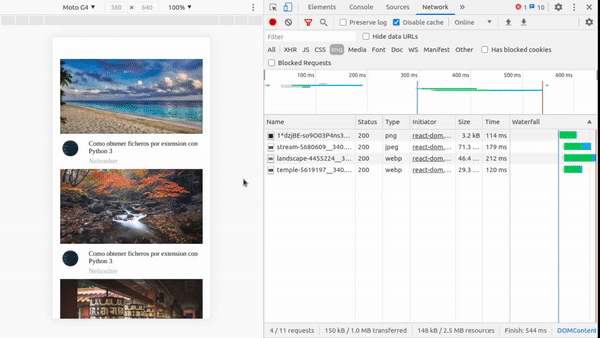 Moto G4 ▼ 360 × 640 100% ▼
Elements Console Sources Network » 1 10
Preserve log Disable cache Online ▼
Filter Hide data URLs
All XHR JS CSS Img Media Font Doc WS Manifest Other Has blocked cookies
Blocked Requests
100 ms 200 ms 300 ms 400 ms 500 ms 600 ms
Name Status Type Initiator Size Time Waterfall
1*dzjBE-so9O03P4ns3... 200 png react-dom.... 3.2 kB 114 ms
stream-5680609__340.... 200 jpeg react-dom.... 71.3 ... 179 ms
landscape-4455224__3... 200 webp react-dom.... 46.4 ... 212 ms
temple-5619197__340.... 200 webp react-dom.... 29.3 ... 120 ms
Como obtener ficheros por extension con
Python 3
Nelsonher
Como obtener ficheros por extension con
Python 3
Nelsonher
4 / 11 requests 150 kB / 1.0 MB transferred 148 kB / 2.5 MB resources Finish: 544 ms DOMContent